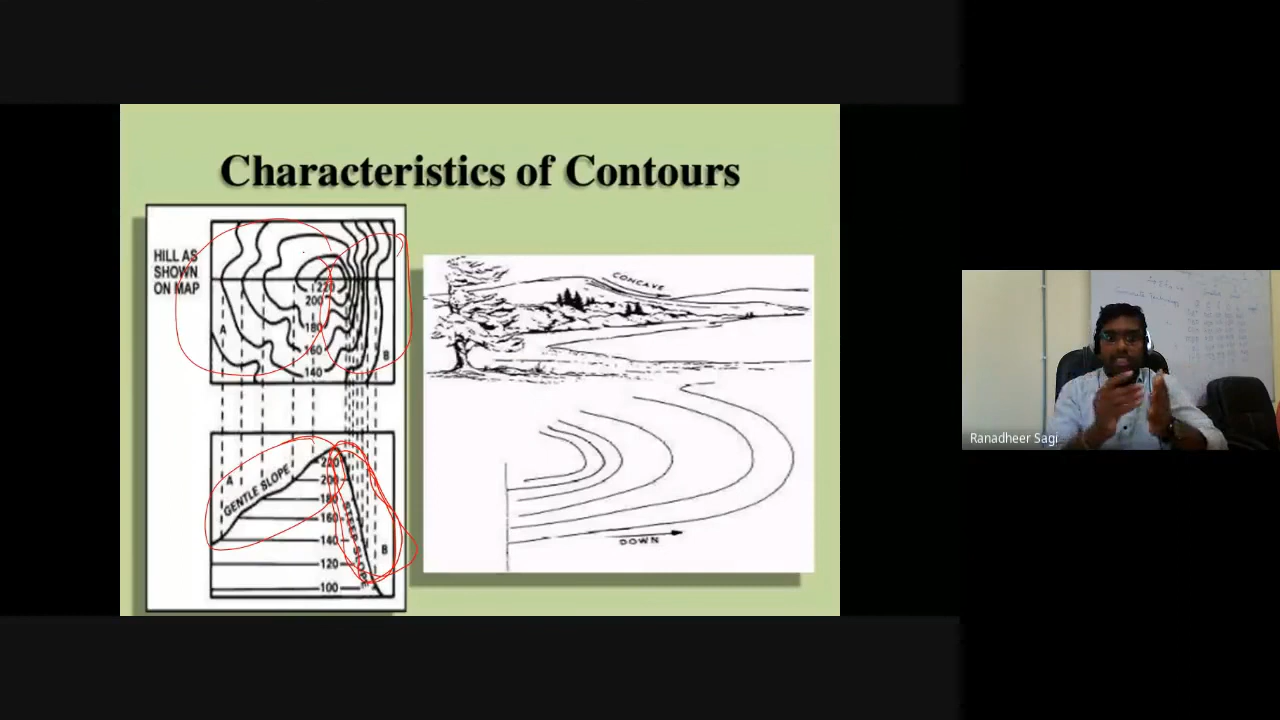 Characteristics of Contours
HILL AS
SHOWN
ON MAP
220
200
180
160
140
A
B
A
GENTLE SLOPE
STEEP SLOPE
B
220
200
180
160
140
120
100
CONCAVE
DOWN
Ranadheer Sagi